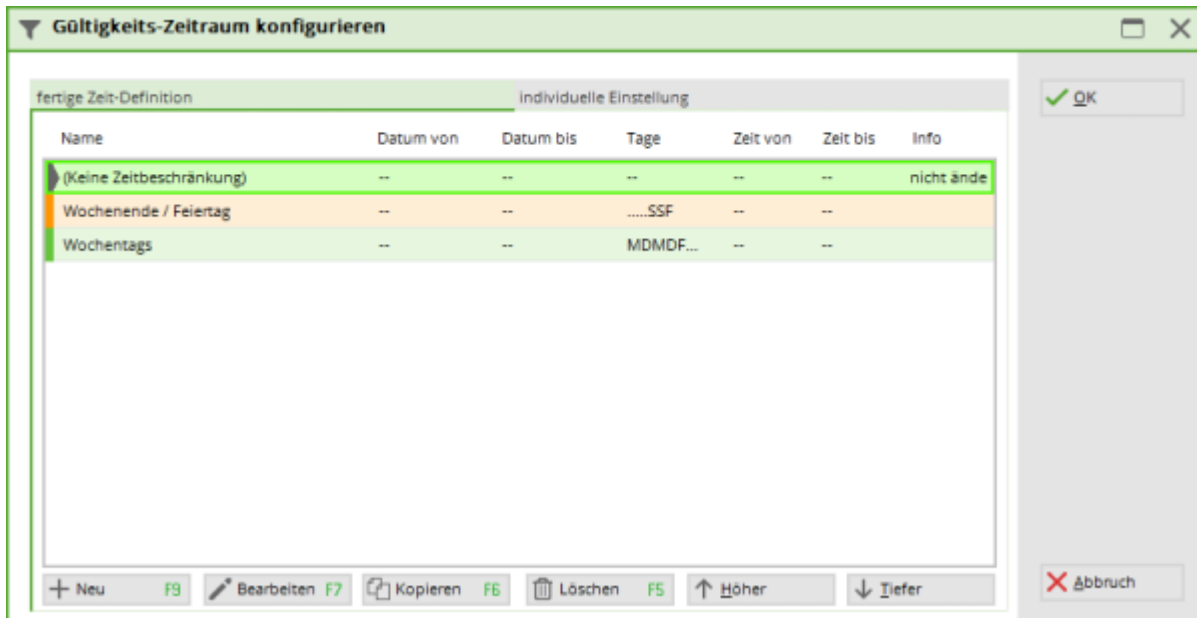 Gültigkeits-Zeitraum konfigurieren
fertige Zeit-Definition individuelle Einstellung
OK
Name Datum von Datum bis Tage Zeit von Zeit bis Info
(Keine Zeitbeschränkung) -- -- -- -- -- nicht ände
Wochenende / Feiertag -- -- .....SSF -- --
Wochentags -- -- MDMDF... -- --
Neu F9 Bearbeiten F7 Kopieren F6 Löschen F5 Höher Tiefer
Abbruch